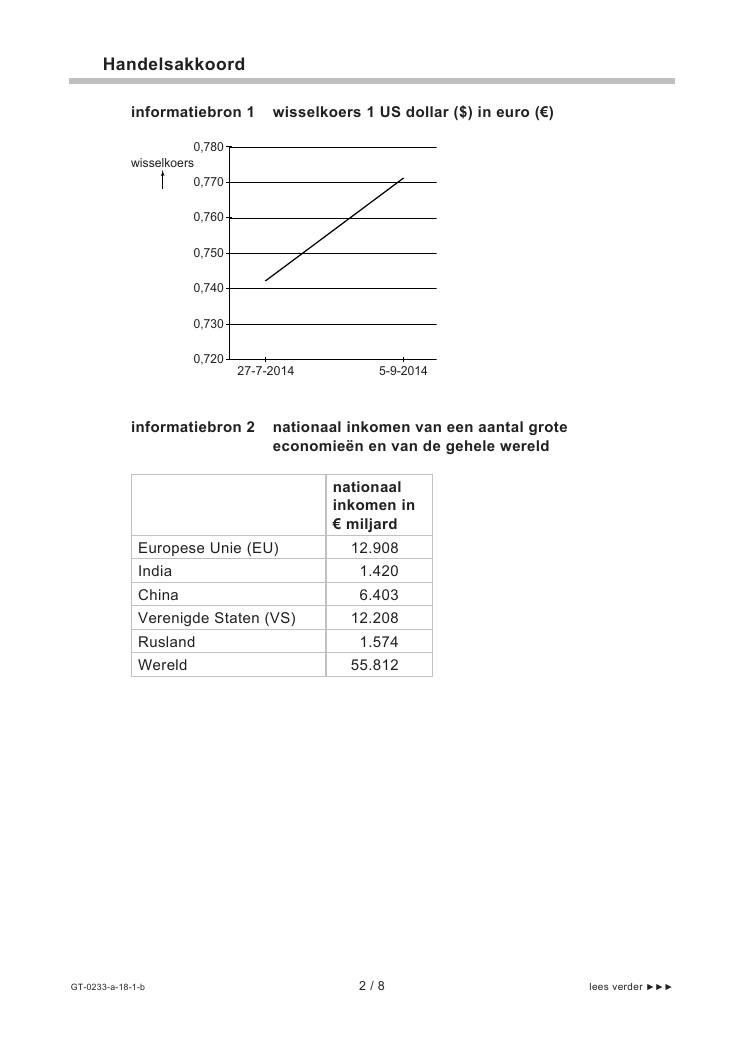 Handelsakkoord
informatiebron 1 wisselkoers 1 US dollar ($) in euro (€)
0,780
wisselkoers
0,770
0,760
0,750
0,740
0,730
0,720
27-7-2014 5-9-2014
informatiebron 2 nationaal inkomen van een aantal grote
economieën en van de gehele wereld
nationaal
inkomen in
€ miljard
Europese Unie (EU) 12.908
India 1.420
China 6.403
Verenigde Staten (VS) 12.208
Rusland 1.574
Wereld 55.812
GT-0233-a-18-1-b 2 / 8 lees verder ►►►